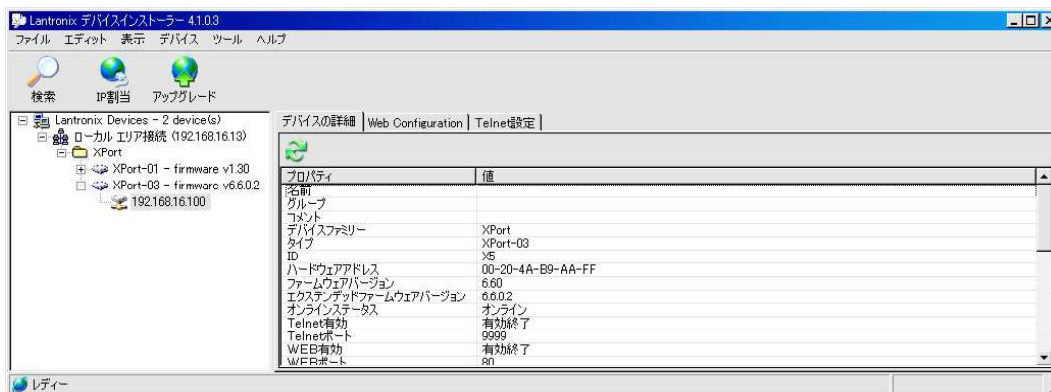 Lantronix デバイスインストーラー 4.1.0.3
ファイル エディット 表示 デバイス ツール ヘルプ
検索 IP割当 アップグレード
Lantronix Devices - 2 device(s)
ローカル エリア接続 (192.168.16.13)
XPort
XPort-01 - firmware v1.30
XPort-03 - firmware v6.6.0.2
192.168.16.100
デバイスの詳細 Web Configuration Telnet設定
プロパティ 値
名前
グループ
コメント
デバイスファミリー XPort
タイプ XPort-03
ID X5
ハードウェアアドレス 00-20-4A-B9-AA-FF
ファームウェアバージョン 6.60
エクステンデッドファームウェアバージョン 6.6.0.2
オンラインステータス オンライン
Telnet有効 有効終了
Telnetポート 9999
WEB有効 有効終了
WEBポート 80
レディー